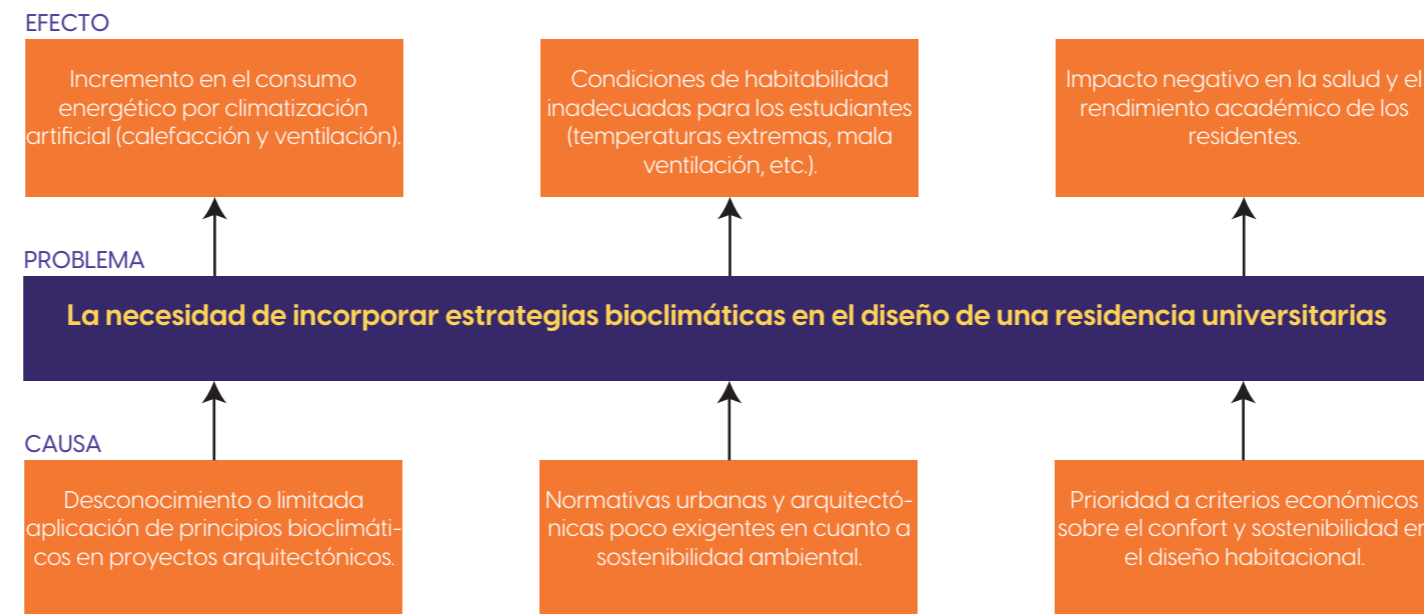 EFECTO
Incremento en el consumo
energético por climatización
artificial (calefacción y ventilación).
Condiciones de habitabilidad
inadecuadas para los estudiantes
(temperaturas extremas, mala
ventilación, etc.).
Impacto negativo en la salud y el
rendimiento académico de los
residentes.
PROBLEMA
La necesidad de incorporar estrategias bioclimáticas en el diseño de una residencia universitarias
CAUSA
Desconocimiento o limitada
aplicación de principios bioclimáti-
cos en proyectos arquitectónicos.
Normativas urbanas y arquitectó-
nicas poco exigentes en cuanto a
sostenibilidad ambiental.
Prioridad a criterios económicos
sobre el confort y sostenibilidad en
el diseño habitacional.